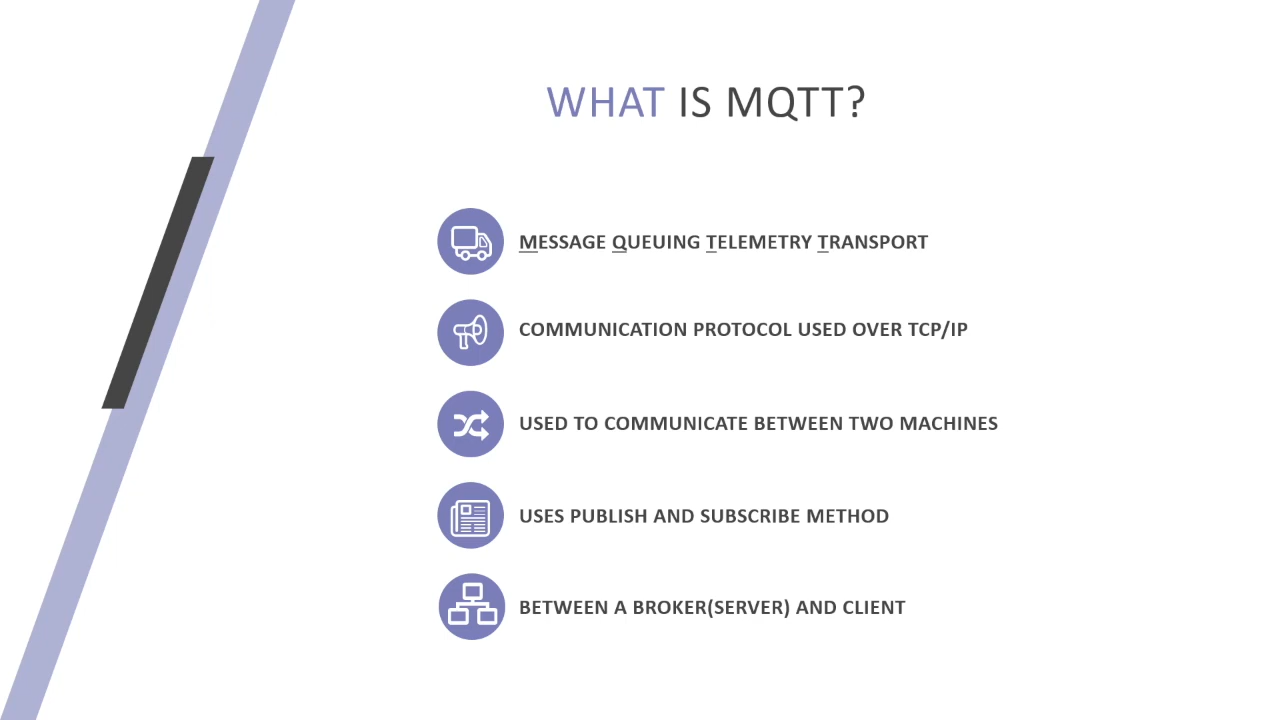 WHAT IS MQTT?
MESSAGE QUEUING TELEMETRY TRANSPORT
COMMUNICATION PROTOCOL USED OVER TCP/IP
USED TO COMMUNICATE BETWEEN TWO MACHINES
USES PUBLISH AND SUBSCRIBE METHOD
BETWEEN A BROKER(SERVER) AND CLIENT